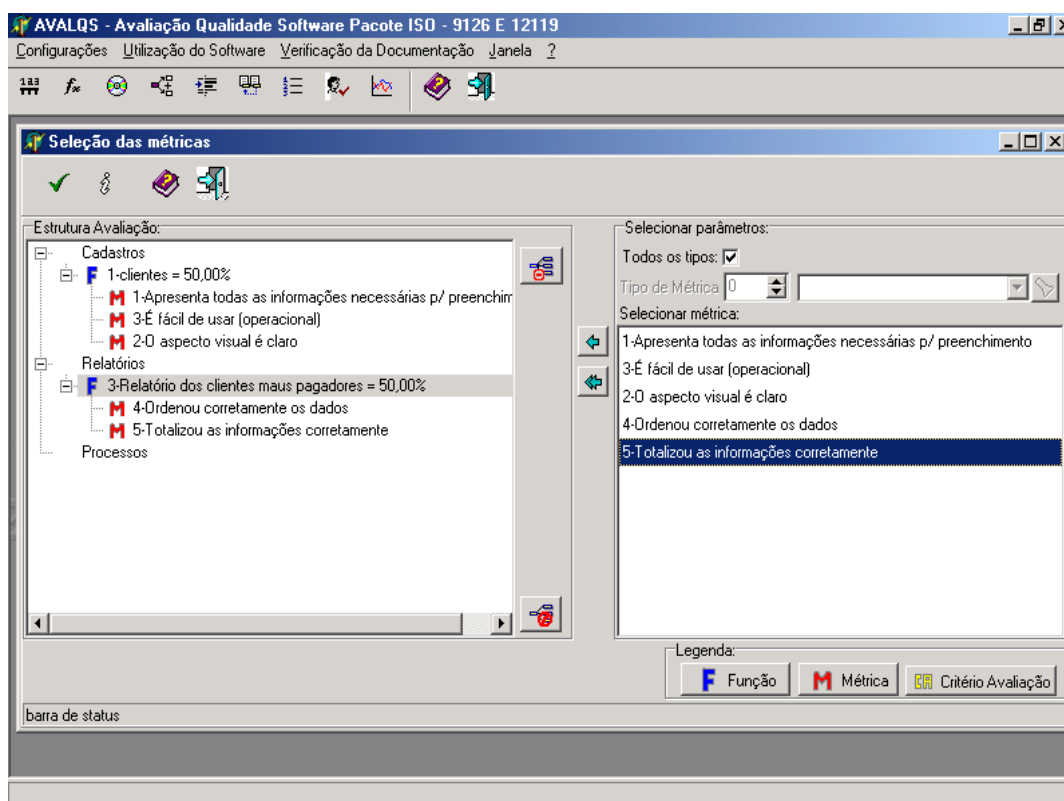 AVALQS - Avaliação Qualidade Software Pacote ISO - 9126 E 12119
Configurações Utilização do Software Verificação da Documentação Janela ?
Seleção das métricas
Estrutura Avaliação:
Cadastros
F 1-clientes = 50,00%
M 1-Apresenta todas as informações necessárias p/ preenchim
M 3-É fácil de usar (operacional)
M 2-O aspecto visual é claro
Relatórios
F 3-Relatório dos clientes maus pagadores = 50,00%
M 4-Ordenou corretamente os dados
M 5-Totalizou as informações corretamente
Processos
Selecionar parâmetros:
Todos os tipos:
Tipo de Métrica 0
Selecionar métrica:
1-Apresenta todas as informações necessárias p/ preenchimento
3-É fácil de usar (operacional)
2-O aspecto visual é claro
4-Ordenou corretamente os dados
5-Totalizou as informações corretamente
Legenda:
F Função M Métrica CA Critério Avaliação
barra de status